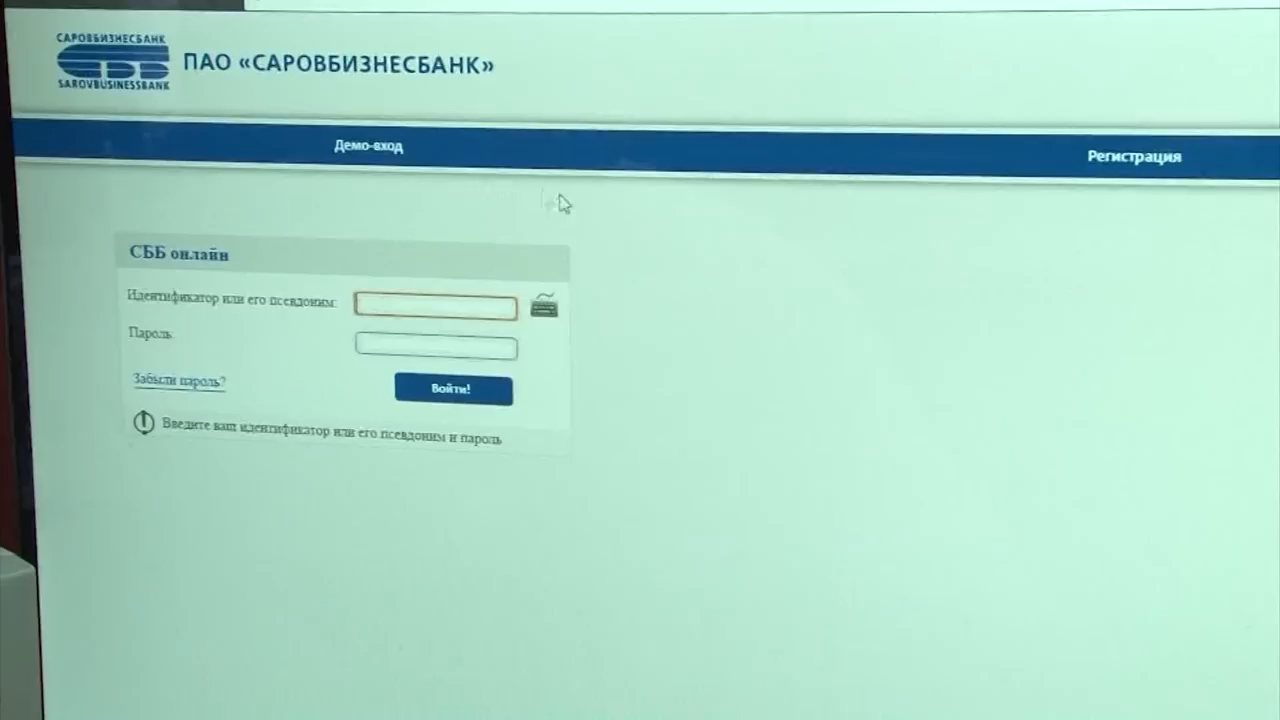 САРОВБИЗНЕСБАНК
SAROVBUSINESSBANK
ПАО «САРОВБИЗНЕСБАНК»
Демо-вход
Регистрация
СББ онлайн
Идентификатор или его псевдоним:
Пароль:
Забыли пароль?
Войти!
Введите ваш идентификатор или его псевдоним и пароль